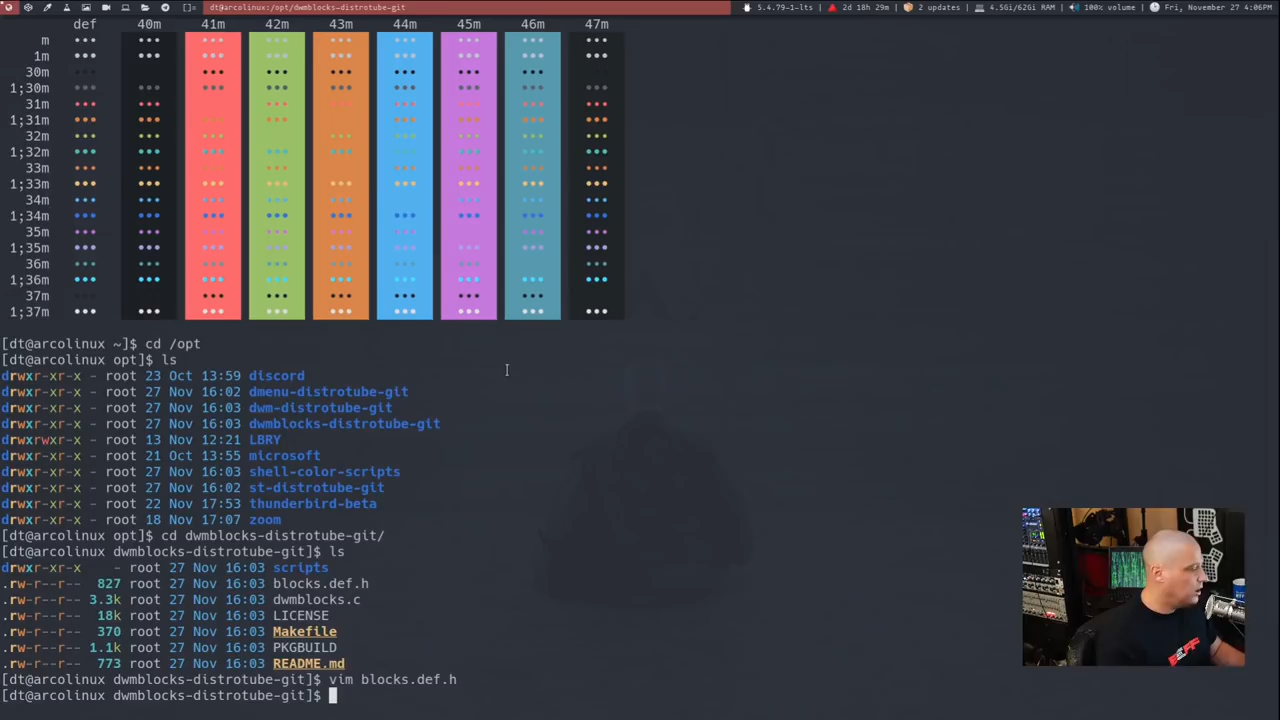 []= dt@arcolinux:/opt/dwmblocks-distrotube-git 5.4.79-1-lts 2d 18h 29m 2 updates 4.5Gi/62Gi RAM 100% volume Fri, November 27 4:06PM
def 40m 41m 42m 43m 44m 45m 46m 47m
m ••• ••• ••• ••• ••• ••• ••• ••• •••
1m ••• ••• ••• ••• ••• ••• ••• ••• •••
30m ••• ••• ••• ••• ••• ••• ••• ••• •••
1;30m ••• ••• ••• ••• ••• ••• ••• ••• •••
31m ••• ••• ••• ••• ••• ••• ••• ••• •••
1;31m ••• ••• ••• ••• ••• ••• ••• ••• •••
32m ••• ••• ••• ••• ••• ••• ••• ••• •••
1;32m ••• ••• ••• ••• ••• ••• ••• ••• •••
33m ••• ••• ••• ••• ••• ••• ••• ••• •••
1;33m ••• ••• ••• ••• ••• ••• ••• ••• •••
34m ••• ••• ••• ••• ••• ••• ••• ••• •••
1;34m ••• ••• ••• ••• ••• ••• ••• ••• •••
35m ••• ••• ••• ••• ••• ••• ••• ••• •••
1;35m ••• ••• ••• ••• ••• ••• ••• ••• •••
36m ••• ••• ••• ••• ••• ••• ••• ••• •••
1;36m ••• ••• ••• ••• ••• ••• ••• ••• •••
37m ••• ••• ••• ••• ••• ••• ••• ••• •••
1;37m ••• ••• ••• ••• ••• ••• ••• ••• •••
[dt@arcolinux ~]$ cd /opt
[dt@arcolinux opt]$ ls
drwxr-xr-x - root 23 Oct 13:59 discord
drwxr-xr-x - root 27 Nov 16:02 dmenu-distrotube-git
drwxr-xr-x - root 27 Nov 16:03 dwm-distrotube-git
drwxr-xr-x - root 27 Nov 16:03 dwmblocks-distrotube-git
drwxrwxr-x - root 13 Nov 12:21 LBRY
drwxr-xr-x - root 21 Oct 13:55 microsoft
drwxr-xr-x - root 27 Nov 16:03 shell-color-scripts
drwxr-xr-x - root 27 Nov 16:02 st-distrotube-git
drwxr-xr-x - root 22 Nov 17:53 thunderbird-beta
drwxr-xr-x - root 18 Nov 17:07 zoom
[dt@arcolinux opt]$ cd dwmblocks-distrotube-git/
[dt@arcolinux dwmblocks-distrotube-git]$ ls
drwxr-xr-x - root 27 Nov 16:03 scripts
.rw-r--r-- 827 root 27 Nov 16:03 blocks.def.h
.rw-r--r-- 3.3k root 27 Nov 16:03 dwmblocks.c
.rw-r--r-- 18k root 27 Nov 16:03 LICENSE
.rw-r--r-- 370 root 27 Nov 16:03 Makefile
.rw-r--r-- 1.1k root 27 Nov 16:03 PKGBUILD
.rw-r--r-- 773 root 27 Nov 16:03 README.md
[dt@arcolinux dwmblocks-distrotube-git]$ vim blocks.def.h
[dt@arcolinux dwmblocks-distrotube-git]$